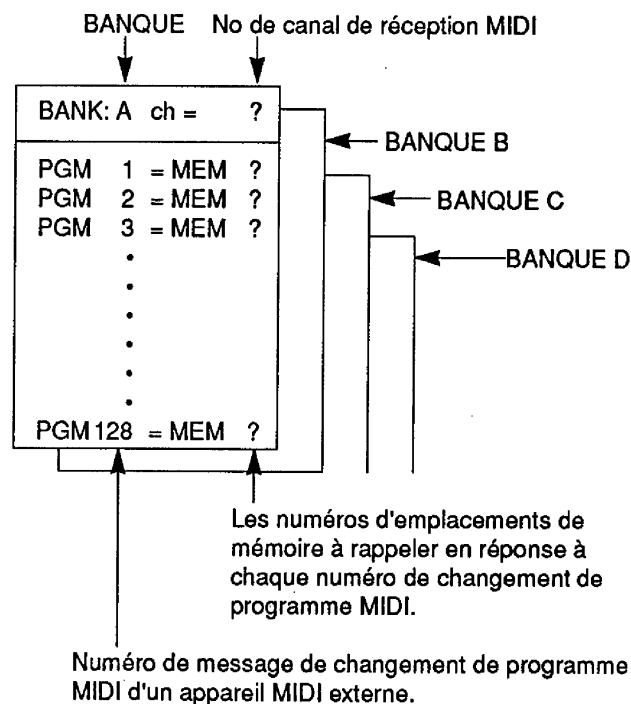 BANQUE No de canal de réception MIDI
BANK: A ch = ?
BANQUE B
PGM 1 = MEM ?
PGM 2 = MEM ?
BANQUE C
PGM 3 = MEM ?
BANQUE D
PGM 128 = MEM ?
Les numéros d'emplacements de
mémoire à rappeler en réponse à
chaque numéro de changement de
programme MIDI.
Numéro de message de changement de programme
MIDI d'un appareil MIDI externe.